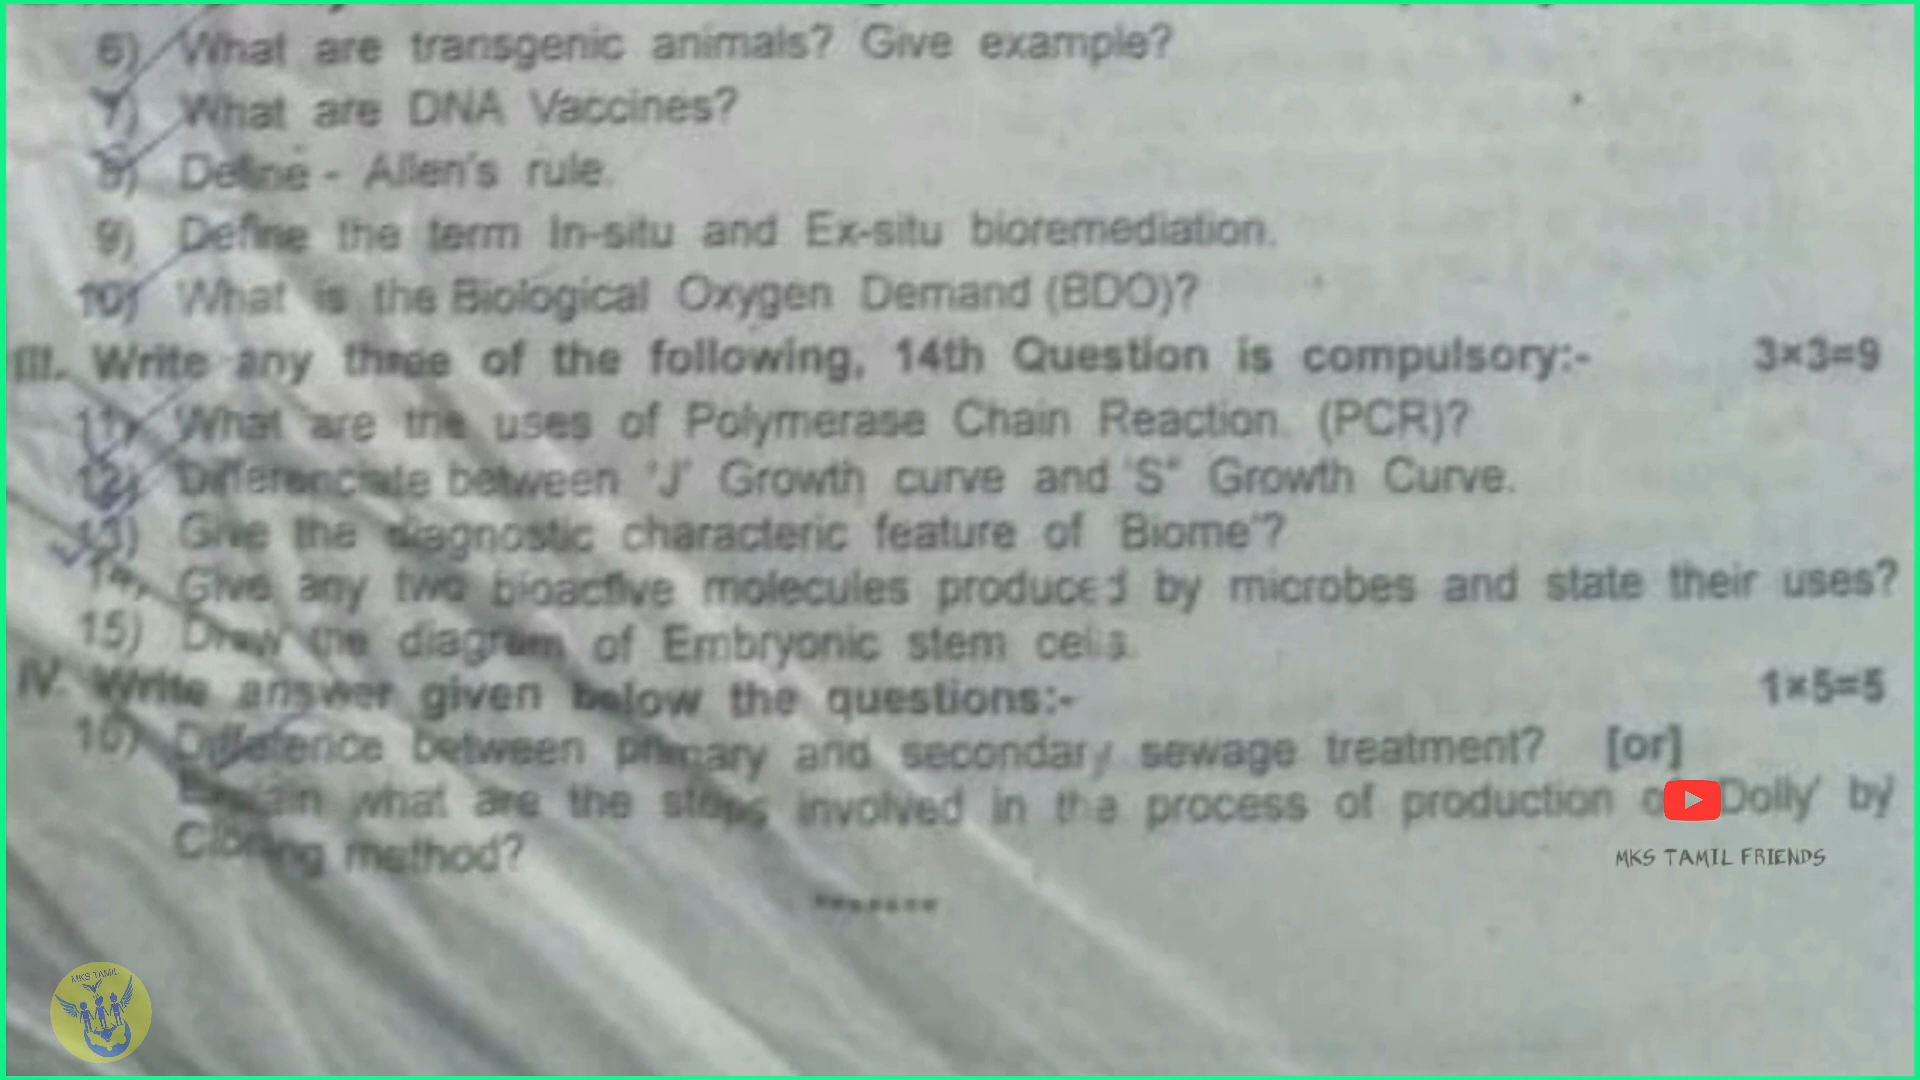 6) What are transgenic animals? Give example?
7) What are DNA Vaccines?
8) Define - Allen's rule.
9) Define the term In-situ and Ex-situ bioremediation.
10) What is the Biological Oxygen Demand (BDO)?
III. Write any three of the following, 14th Question is compulsory:- 3×3=9
11) What are the uses of Polymerase Chain Reaction. (PCR)?
12) Differenciate between 'J' Growth curve and 'S" Growth Curve.
13) Give the diagnostic characteric feature of 'Biome'?
14) Give any two bioactive molecules produced by microbes and state their uses?
15) Draw the diagram of Embryonic stem cells.
IV. Write answer given below the questions:- 1×5=5
16) Difference between primary and secondary sewage treatment? [or]
Explain what are the steps involved in the process of production Dolly' by
Cloning method?
*******
MKS TAMIL FRIENDS
MKS TAMIL